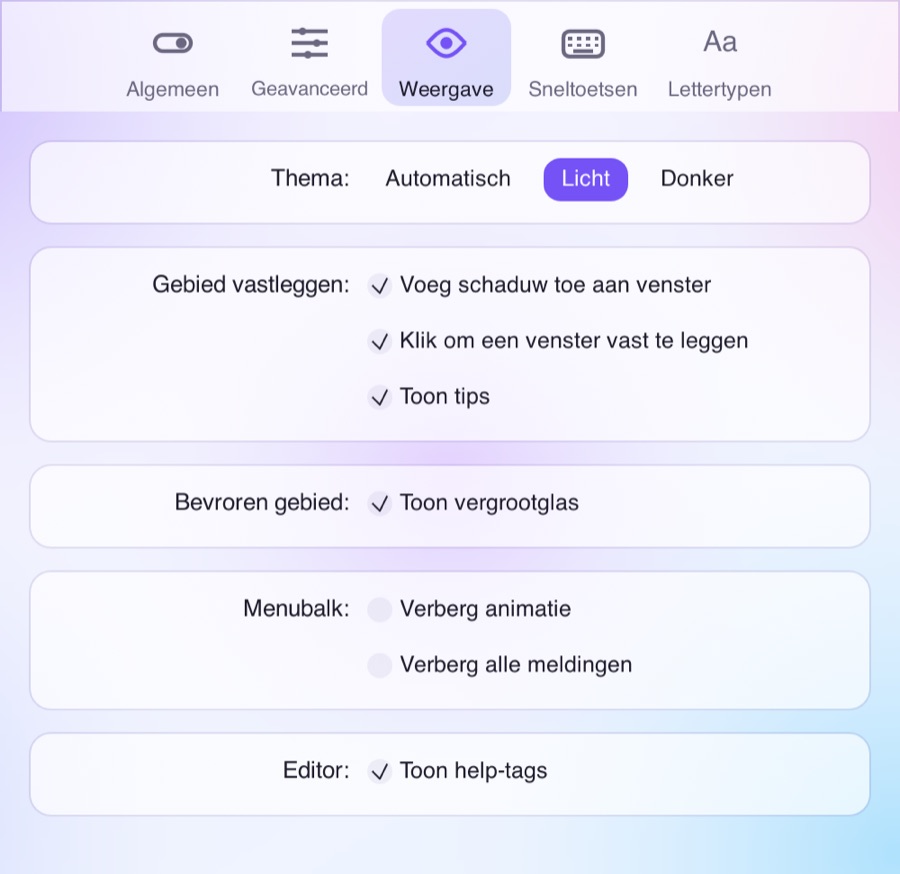 Algemeen
Geavanceerd
Weergave
Sneltoetsen
Aa
Lettertypen
Thema: Automatisch Licht Donker
Gebied vastleggen: Voeg schaduw toe aan venster
Klik om een venster vast te leggen
Toon tips
Bevroren gebied: Toon vergrootglas
Menubalk: Verberg animatie
Verberg alle meldingen
Editor: Toon help-tags